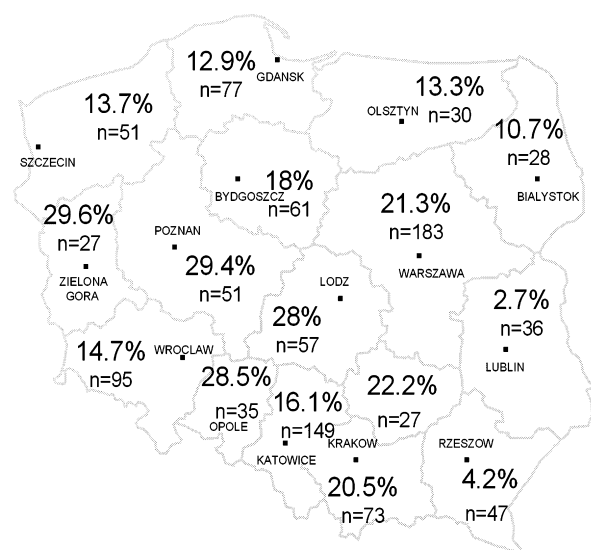 12.9%
GDANSK
n=77
13.3%
OLSZTYN
n=30
13.7%
n=51
SZCZECIN
10.7%
n=28
BIALYSTOK
18%
BYDGOSZCZ
n=61
21.3%
n=183
WARSZAWA
29.6%
n=27
ZIELONA
GORA
POZNAN
29.4%
n=51
LODZ
28%
n=57
2.7%
n=36
LUBLIN
14.7%
WROCLAW
n=95
28.5%
n=35
OPOLE
16.1%
n=149
KATOWICE
22.2%
n=27
KRAKOW
20.5%
n=73
RZESZOW
4.2%
n=47